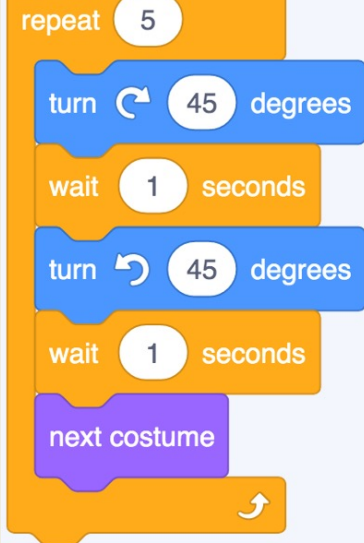 repeat 5
turn 45 degrees
wait 1 seconds
turn 45 degrees
wait 1 seconds
next costume